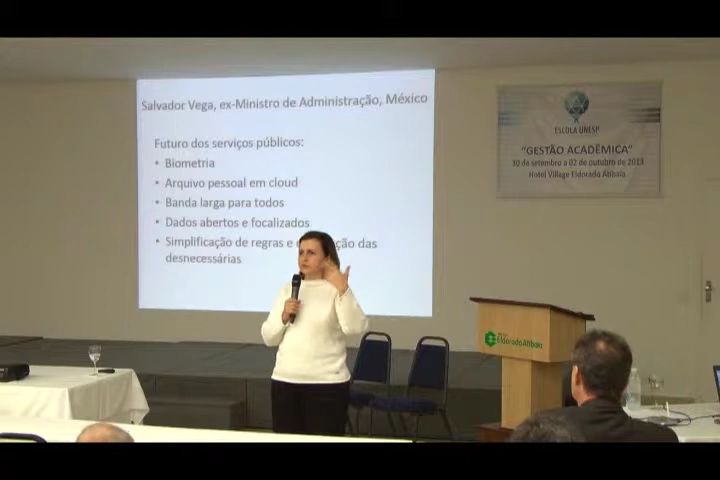 Salvador Vega, ex-Ministro de Administração, México
Futuro dos serviços públicos:
• Biometria
• Arquivo pessoal em cloud
• Banda larga para todos
• Dados abertos e focalizados
• Simplificação de regras e ção das
desnecessárias
ESCOLA UNESP
"GESTÃO ACADÊMICA"
30 de setembro a 02 de outubro de 2013
Hotel Village Eldorado Atibaia
Eldorado Atibaia